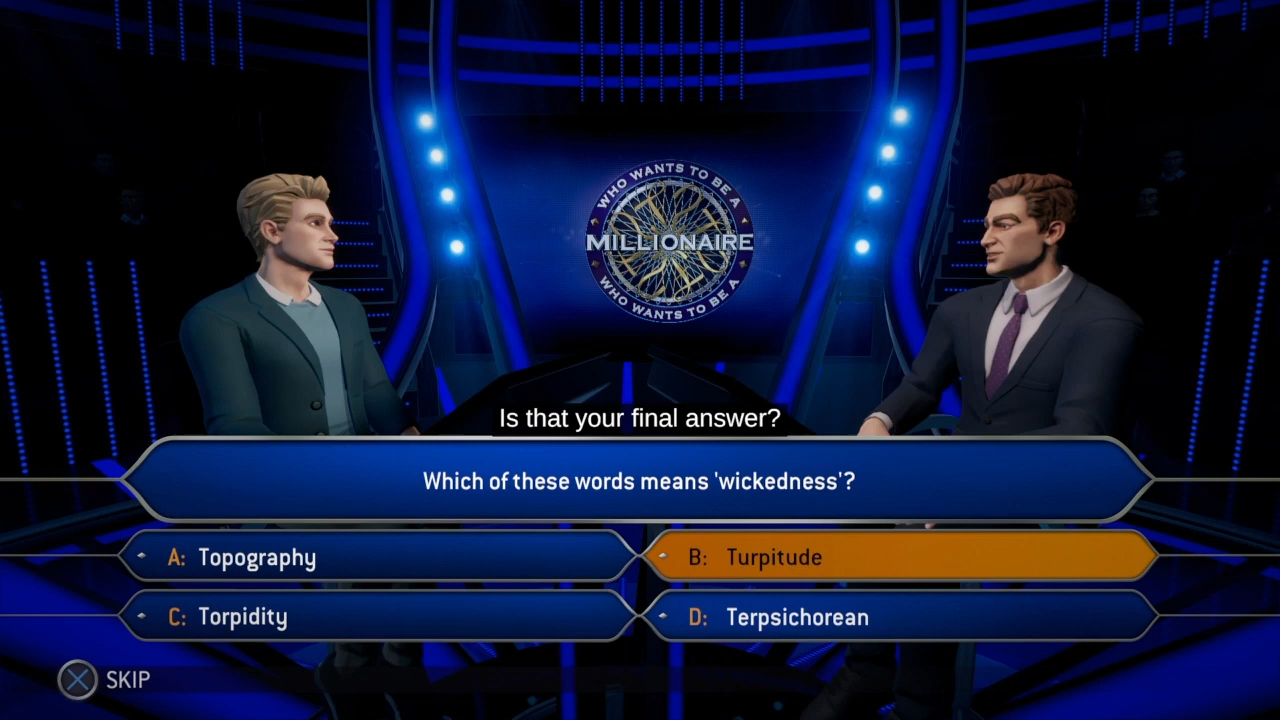 WHO WANTS TO BE A
MILLIONAIRE
WHO WANTS TO BE A
Is that your final answer?
Which of these words means 'wickedness'?
A: Topography
B: Turpitude
C: Torpidity
D: Terpsichorean
SKIP